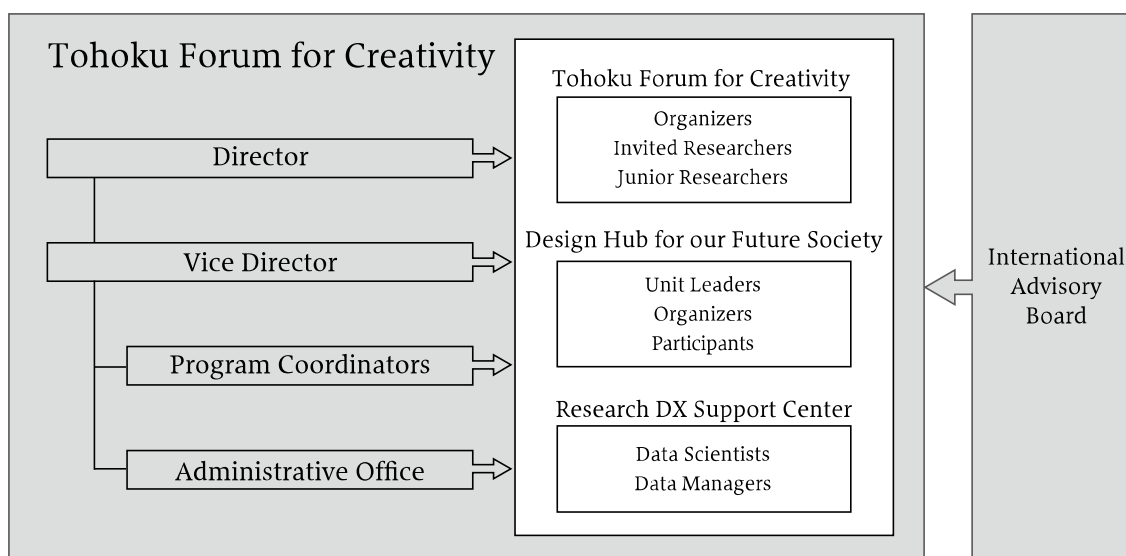 Tohoku Forum for Creativity
Director
Vice Director
Program Coordinators
Administrative Office
Tohoku Forum for Creativity
Organizers
Invited Researchers
Junior Researchers
Design Hub for our Future Society
Unit Leaders
Organizers
Participants
Research DX Support Center
Data Scientists
Data Managers
International
Advisory
Board